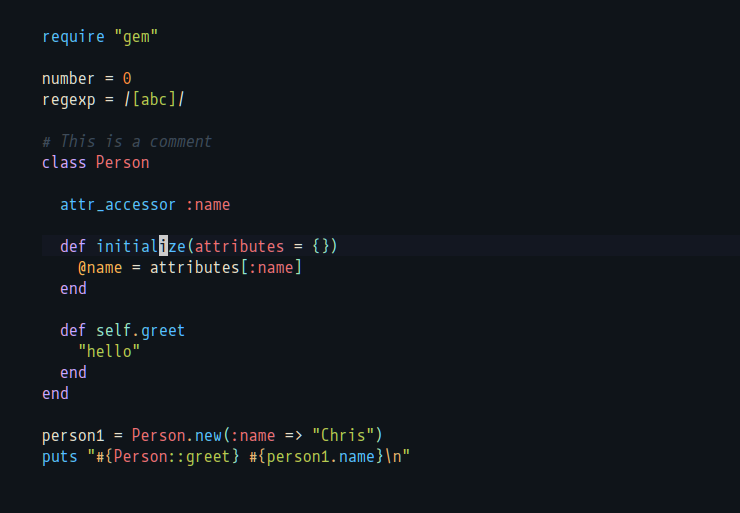 require "gem"

number = 0
regexp = /[abc]/

# This is a comment
class Person

  attr_accessor :name

  def initialize(attributes = {})
    @name = attributes[:name]
  end

  def self.greet
    "hello"
  end
end

person1 = Person.new(:name => "Chris")
puts "#{Person::greet} #{person1.name}\n"